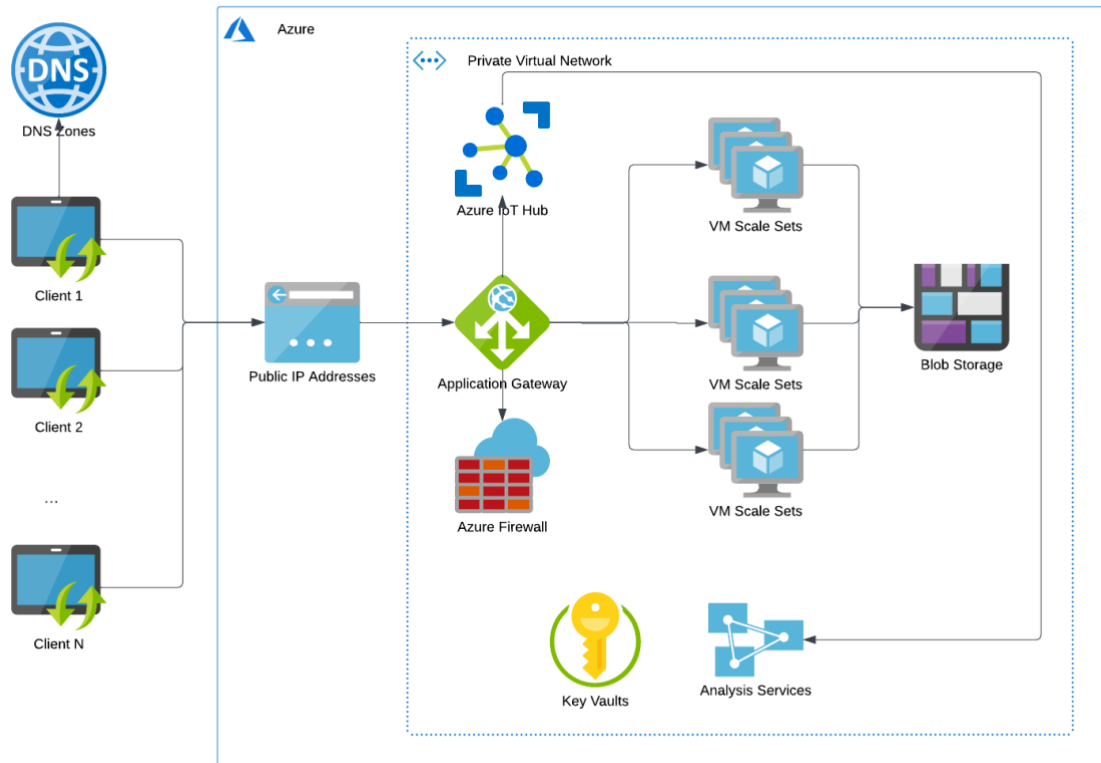 Azure
Private Virtual Network
DNS
DNS Zones
Azure IoT Hub
VM Scale Sets
Client 1
Public IP Addresses
Application Gateway
VM Scale Sets
Blob Storage
Client 2
...
Azure Firewall
VM Scale Sets
Client N
Key Vaults
Analysis Services